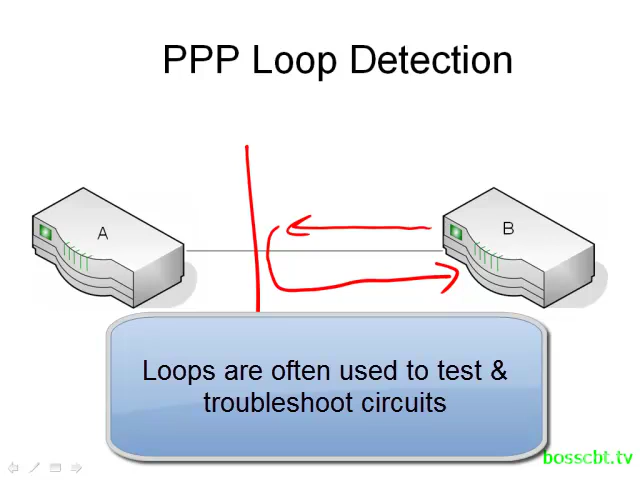 PPP Loop Detection
A
B
Loops are often used to test &
troubleshoot circuits
bosscbt.tv